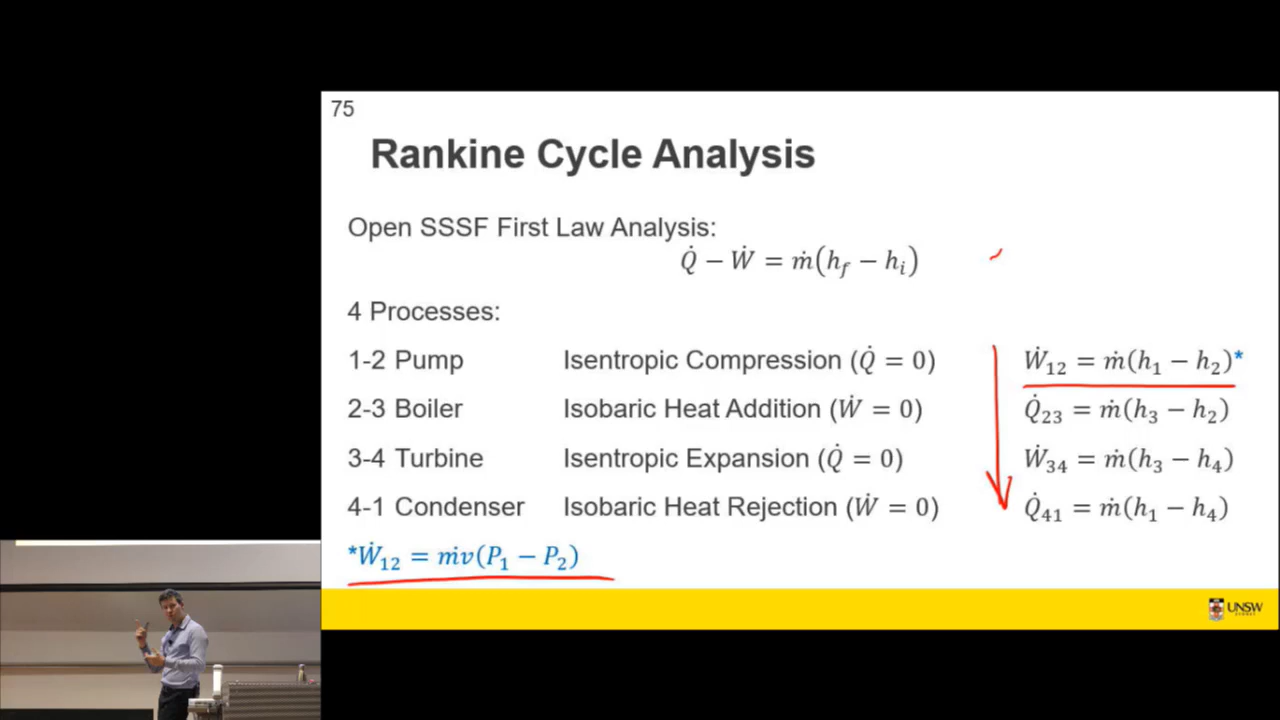 75
Rankine Cycle Analysis
Open SSSF First Law Analysis:
Q̇ − Ẇ = ṁ(h_f − h_i)
4 Processes:
1-2 Pump Isentropic Compression (Q̇ = 0) Ẇ₁₂ = ṁ(h₁ − h₂)*
2-3 Boiler Isobaric Heat Addition (Ẇ = 0) Q̇₂₃ = ṁ(h₃ − h₂)
3-4 Turbine Isentropic Expansion (Q̇ = 0) Ẇ₃₄ = ṁ(h₃ − h₄)
4-1 Condenser Isobaric Heat Rejection (Ẇ = 0) Q̇₄₁ = ṁ(h₁ − h₄)
*Ẇ₁₂ = ṁv(P₁ − P₂)
UNSW